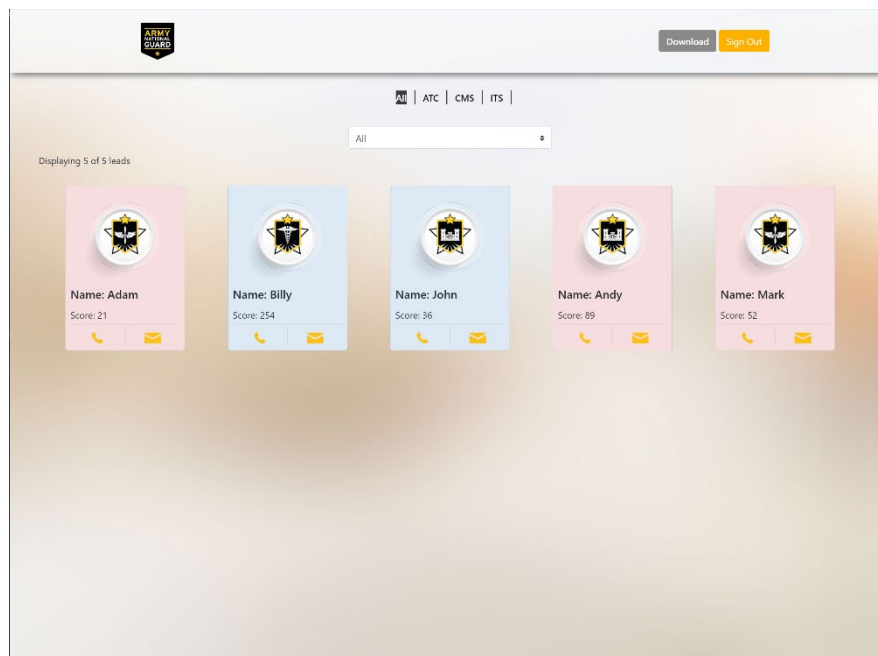 ARMY
NATIONAL
GUARD
Download Sign Out
All | ATC | CMS | ITS |
All
Displaying 5 of 5 leads
Name: Adam Name: Billy Name: John Name: Andy Name: Mark
Score: 21 Score: 254 Score: 36 Score: 89 Score: 52